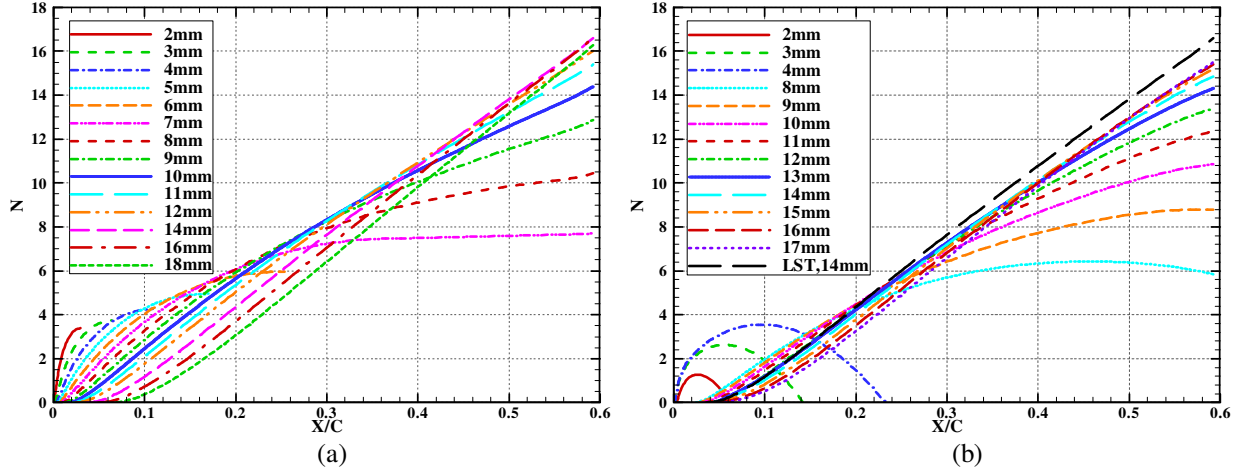 18
16
14
12
10
8
6
4
2
0
N
0
0.1
0.2
0.3
0.4
0.5
0.6
X/C
2mm
3mm
4mm
5mm
6mm
7mm
8mm
9mm
10mm
11mm
12mm
14mm
16mm
18mm
(a)
18
16
14
12
10
8
6
4
2
0
N
0
0.1
0.2
0.3
0.4
0.5
0.6
X/C
2mm
3mm
4mm
8mm
9mm
10mm
11mm
12mm
13mm
14mm
15mm
16mm
17mm
LST,14mm
(b)